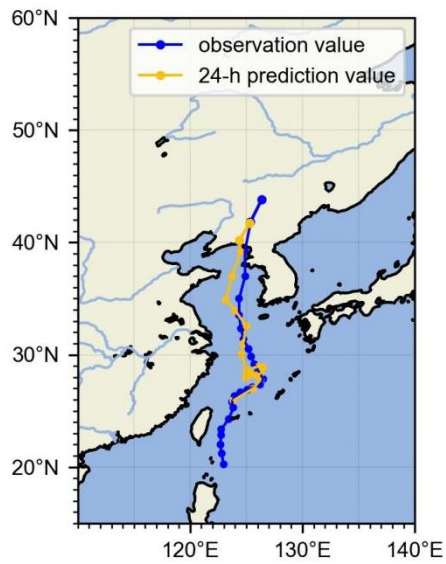 60°N
observation value
24-h prediction value
50°N
40°N
30°N
20°N
120°E 130°E 140°E